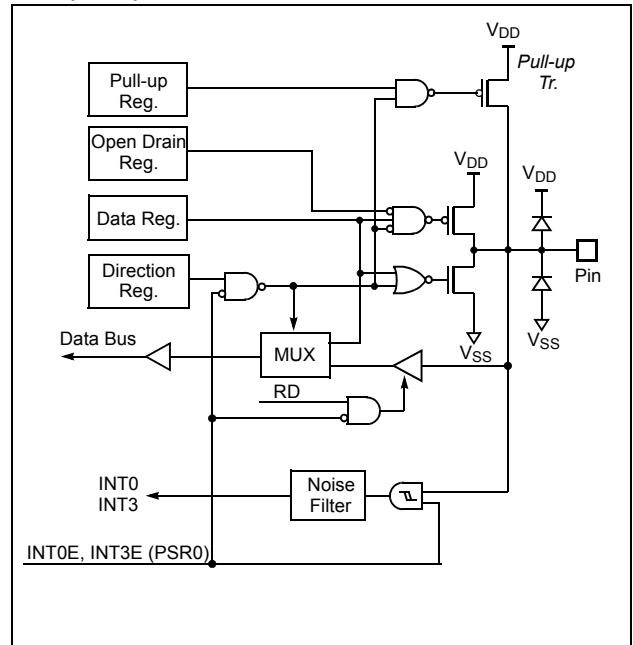 VDD
Pull-up
Tr.
Pull-up
Reg.
Open Drain
Reg.
VDD
VDD
Data Reg.
Direction
Reg.
Pin
Data Bus
MUX
VSS
VSS
RD
INT0
INT3
Noise
Filter
INT0E, INT3E (PSR0)